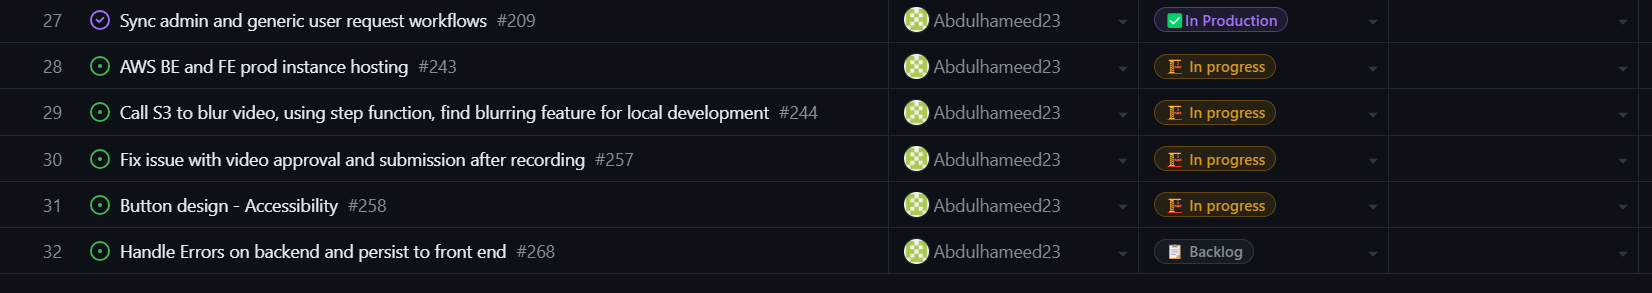 27 Sync admin and generic user request workflows #209 Abdulhameed23 ✅In Production
28 AWS BE and FE prod instance hosting #243 Abdulhameed23 🏗 In progress
29 Call S3 to blur video, using step function, find blurring feature for local development #244 Abdulhameed23 🏗 In progress
30 Fix issue with video approval and submission after recording #257 Abdulhameed23 🏗 In progress
31 Button design - Accessibility #258 Abdulhameed23 🏗 In progress
32 Handle Errors on backend and persist to front end #268 Abdulhameed23 📋 Backlog